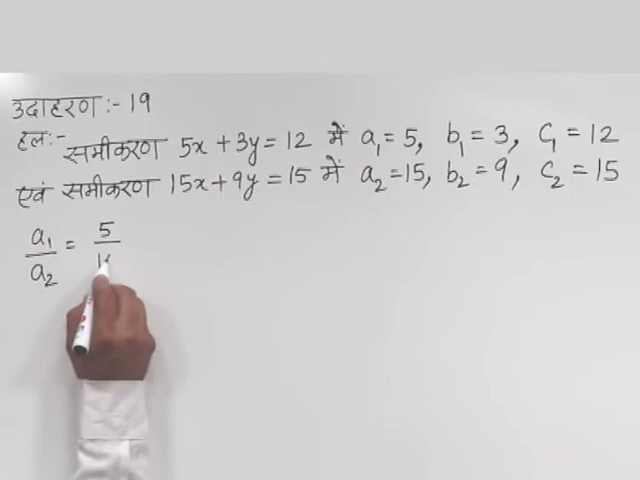 उदाहरण :- 19
हल :-
समीकरण 5x + 3y = 12 में a₁ = 5, b₁ = 3, C₁ = 12
एवं समीकरण 15x + 9y = 15 में a₂ = 15, b₂ = 9, C₂ = 15
a₁/a₂ = 5/1